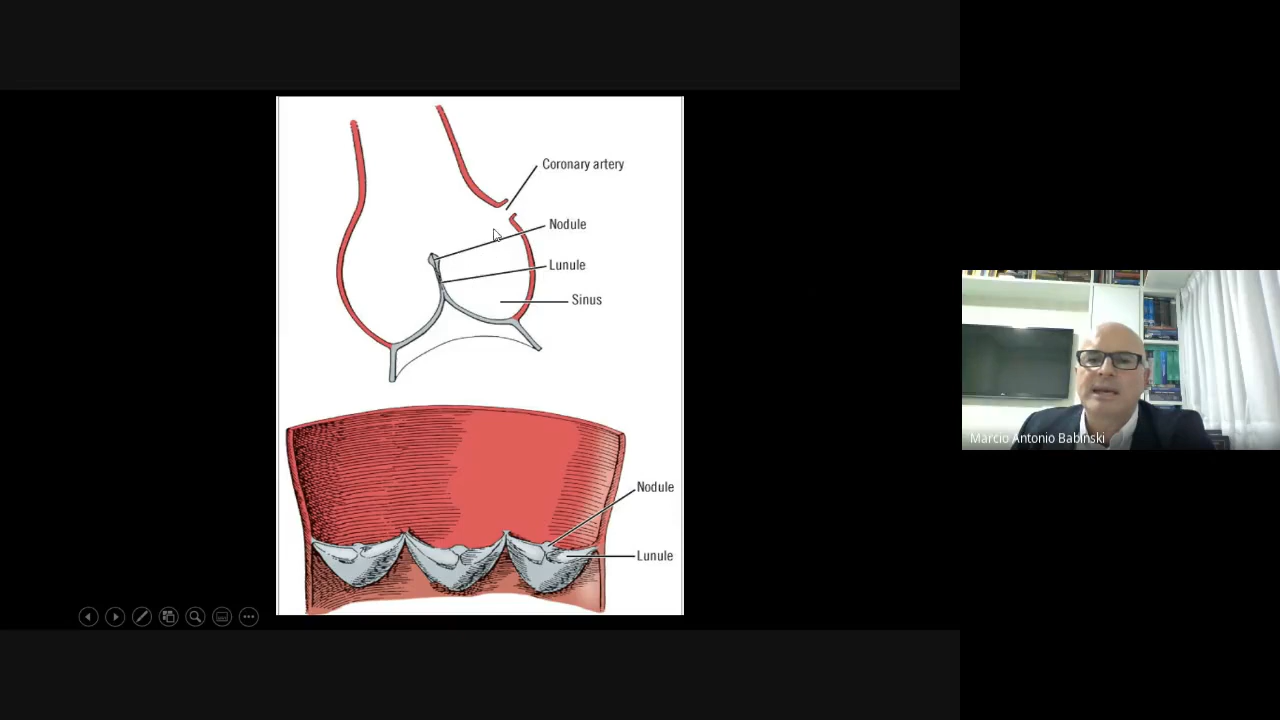 Coronary artery
Nodule
Lunule
Sinus
Nodule
Lunule
Marcio Antonio Babinski